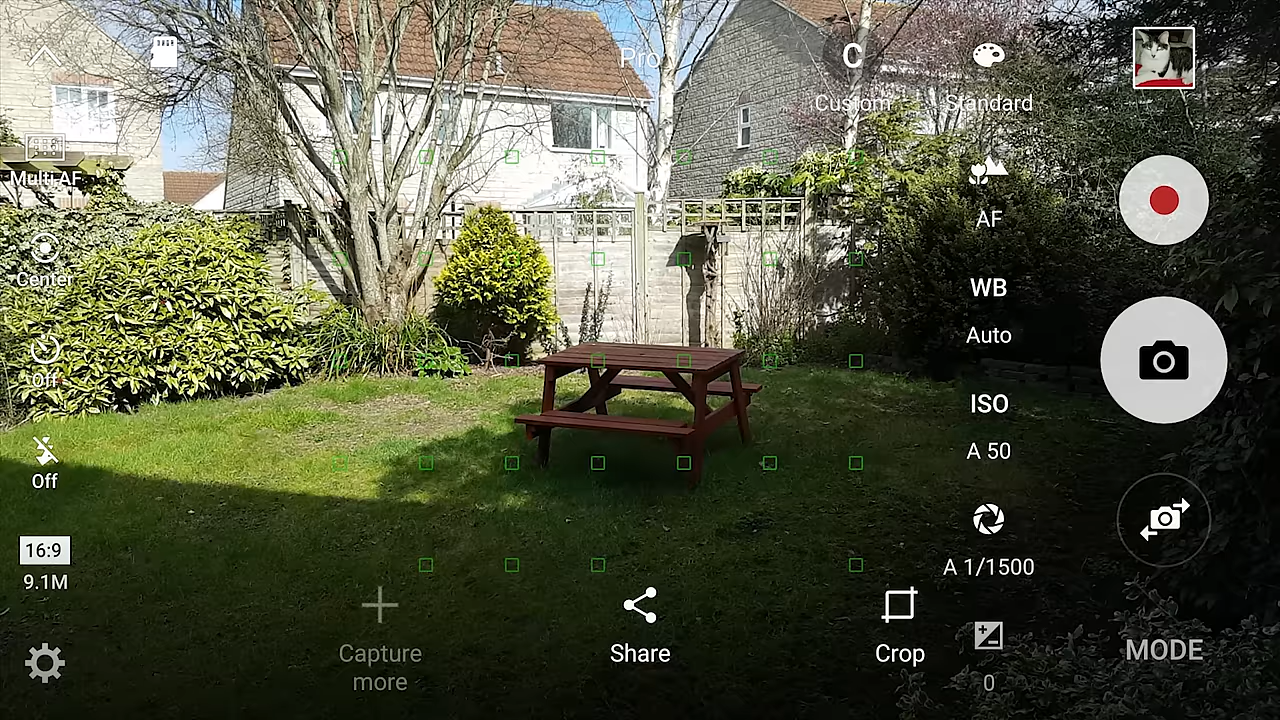 Pro
C
Custom
Standard
Multi AF
AF
Center
WB
Auto
Off
ISO
A 50
Off
16:9
9.1M
A 1/1500
Capture
more
Share
Crop
MODE
0